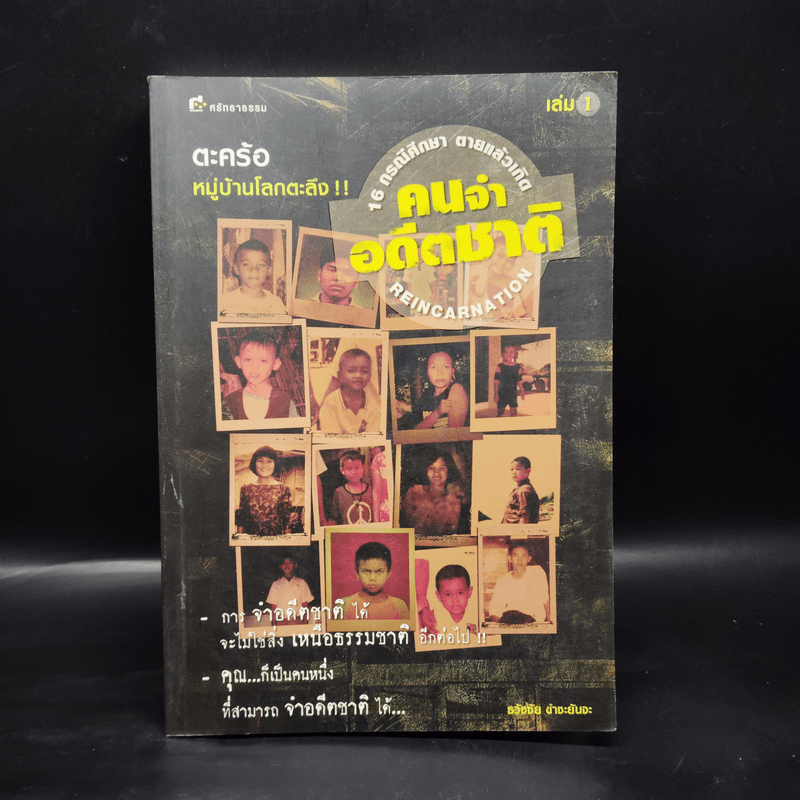 ศรัทธาธรรม
เล่ม 1
ตะคร้อ
หมู่บ้านโลกตะลึง !!
16 กรณีศึกษา ตายแล้วเกิด
คนจำ
อดีตชาติ
REINCARNATION
- การ จำอดีตชาติ ได้
จะไม่ใช่สิ่ง เหนือธรรมชาติ อีกต่อไป !!
- คุณ...ก็เป็นคนหนึ่ง
ที่สามารถ จำอดีตชาติ ได้...
ธวัชชัย ขำชะยันจะ